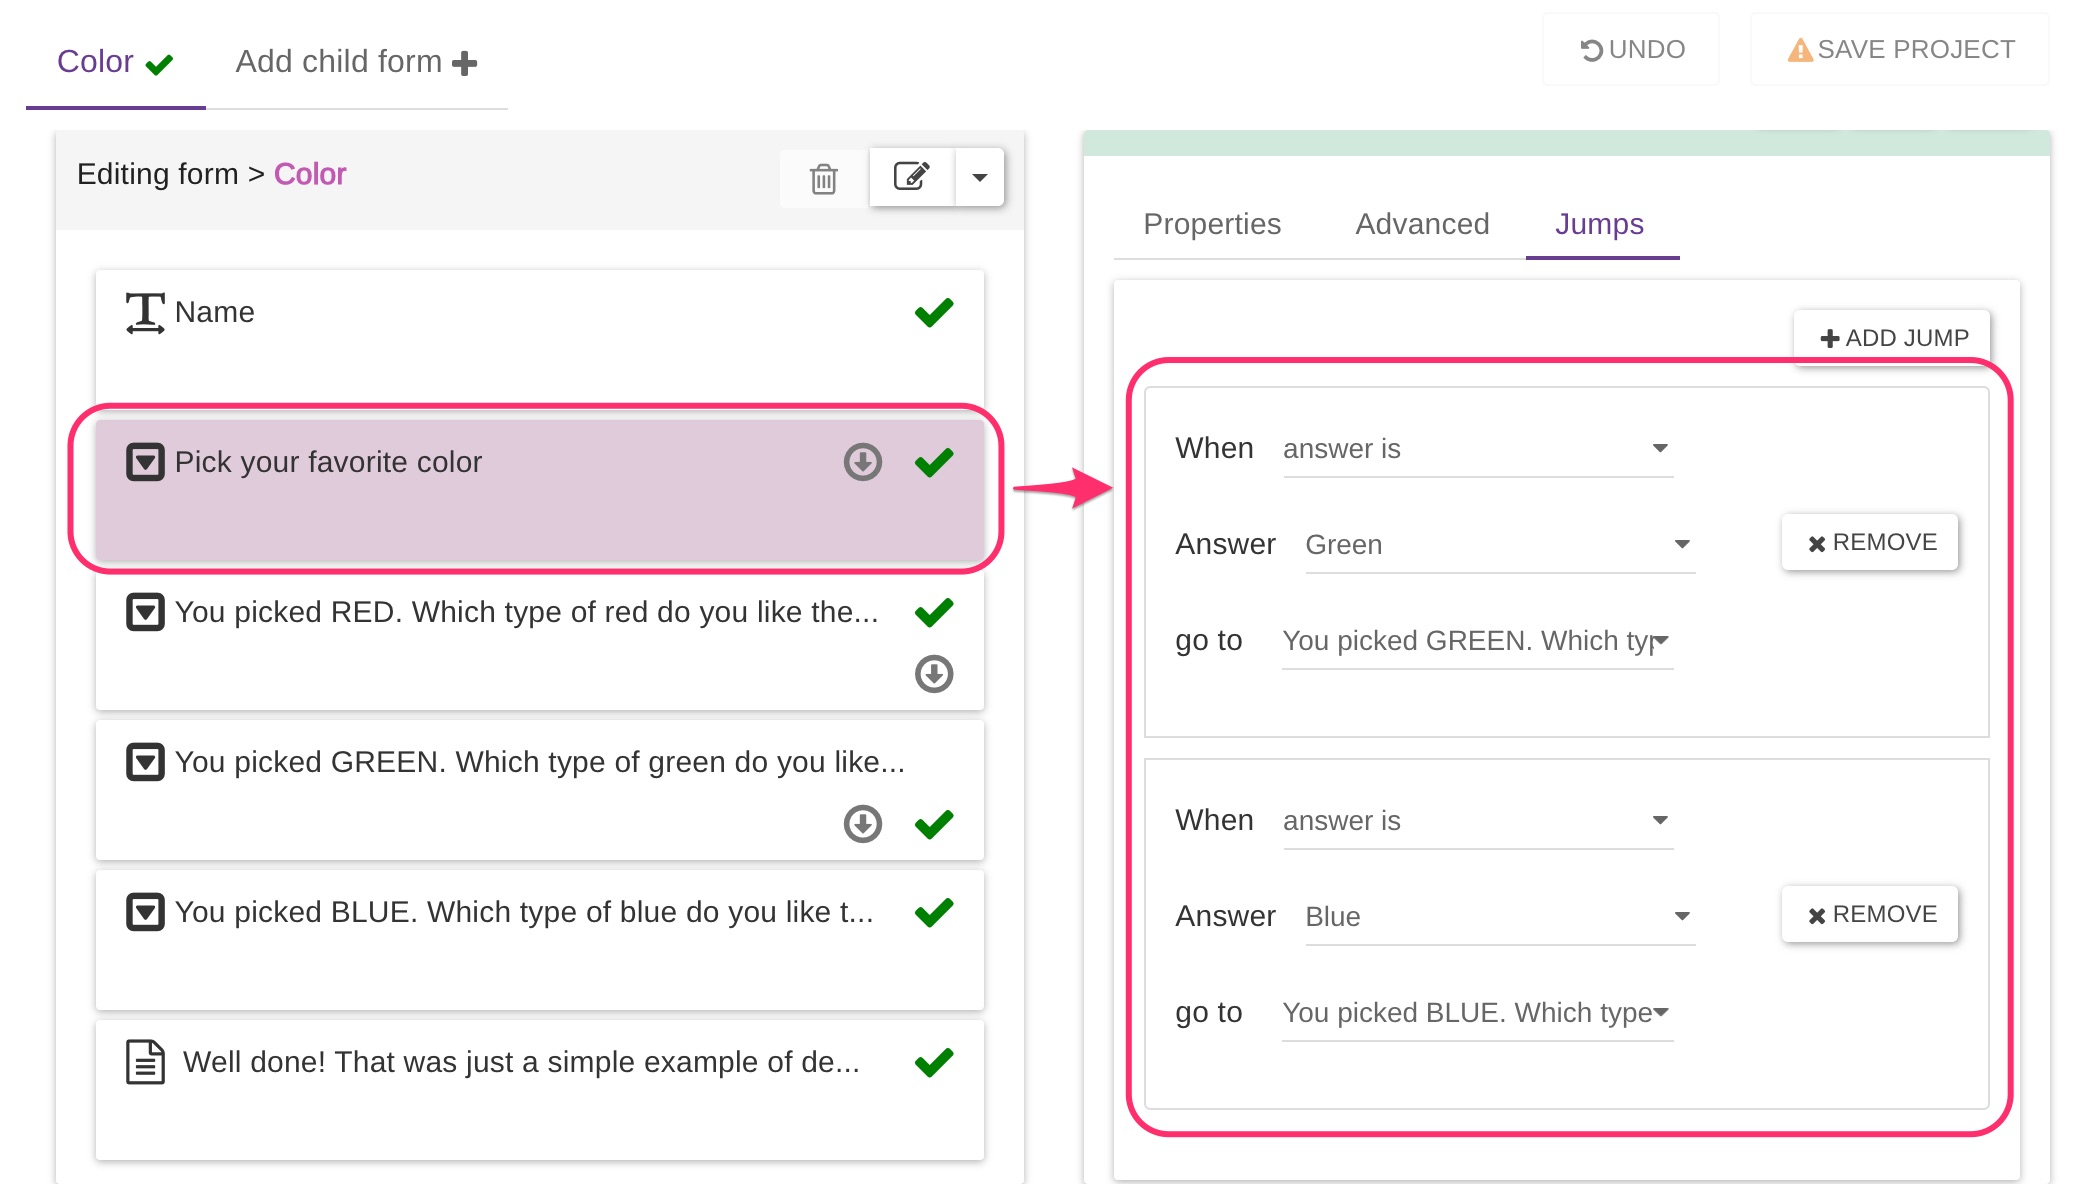 Color
Add child form
UNDO
SAVE PROJECT
Editing form > Color
Name
Pick your favorite color
You picked RED. Which type of red do you like the...
You picked GREEN. Which type of green do you like...
You picked BLUE. Which type of blue do you like t...
Well done! That was just a simple example of de...
Properties
Advanced
Jumps
ADD JUMP
When answer is
Answer Green
REMOVE
go to You picked GREEN. Which typ
When answer is
Answer Blue
REMOVE
go to You picked BLUE. Which type